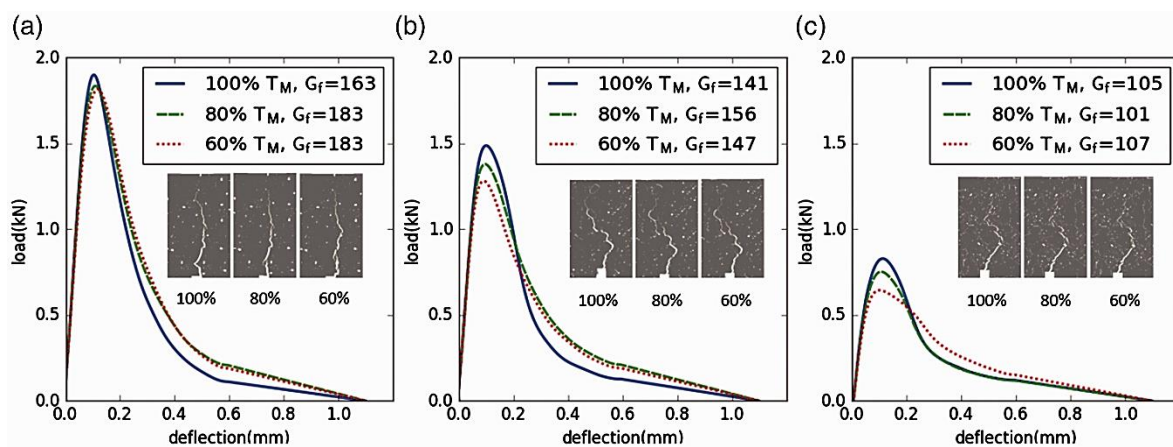 (a)
2.0
1.5
1.0
0.5
0.0
load(kN)
100% T_M, G_f=163
80% T_M, G_f=183
60% T_M, G_f=183
100% 80% 60%
0.0 0.2 0.4 0.6 0.8 1.0
deflection(mm)
(b)
2.0
1.5
1.0
0.5
0.0
load(kN)
100% T_M, G_f=141
80% T_M, G_f=156
60% T_M, G_f=147
100% 80% 60%
0.0 0.2 0.4 0.6 0.8 1.0
deflection(mm)
(c)
2.0
1.5
1.0
0.5
0.0
load(kN)
100% T_M, G_f=105
80% T_M, G_f=101
60% T_M, G_f=107
100% 80% 60%
0.0 0.2 0.4 0.6 0.8 1.0
deflection(mm)